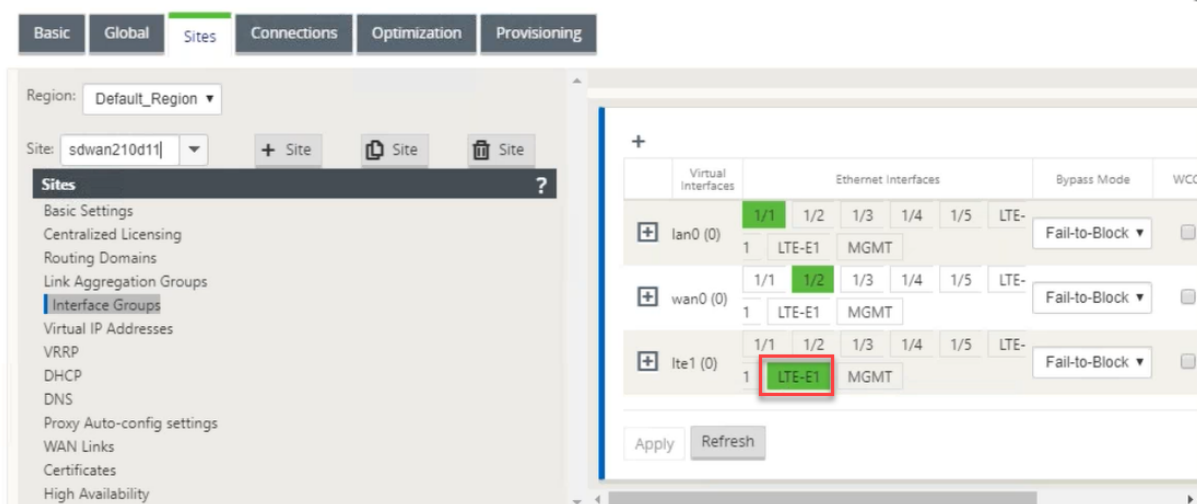 Basic Global Sites Connections Optimization Provisioning
Region: Default_Region ▼
Site: sdwan210d11 + Site Site Site
Sites ?
Basic Settings
Centralized Licensing
Routing Domains
Link Aggregation Groups
Interface Groups
Virtual IP Addresses
VRRP
DHCP
DNS
Proxy Auto-config settings
WAN Links
Certificates
High Availability
+
Virtual
Interfaces
Ethernet Interfaces Bypass Mode WCC
lan0 (0) 1/1 1/2 1/3 1/4 1/5 LTE-
1 LTE-E1 MGMT
Fail-to-Block ▼
wan0 (0) 1/1 1/2 1/3 1/4 1/5 LTE-
1 LTE-E1 MGMT
Fail-to-Block ▼
lte1 (0) 1/1 1/2 1/3 1/4 1/5 LTE-
1 LTE-E1 MGMT
Fail-to-Block ▼
Apply Refresh